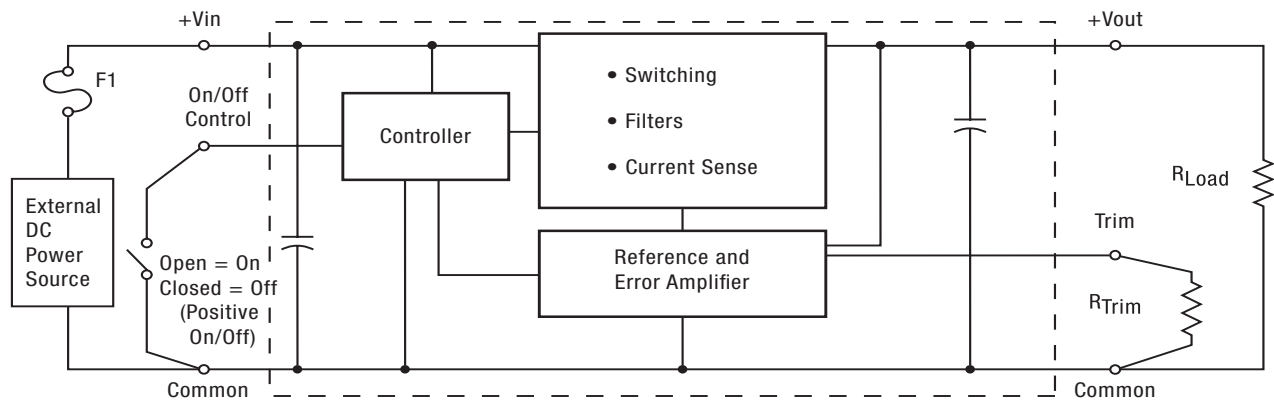 +Vin
+Vout
F1
On/Off
Control
Controller
• Switching
• Filters
• Current Sense
RLoad
External
DC
Power
Source
Open = On
Closed = Off
(Positive
On/Off)
Reference and
Error Amplifier
Trim
RTrim
Common
Common